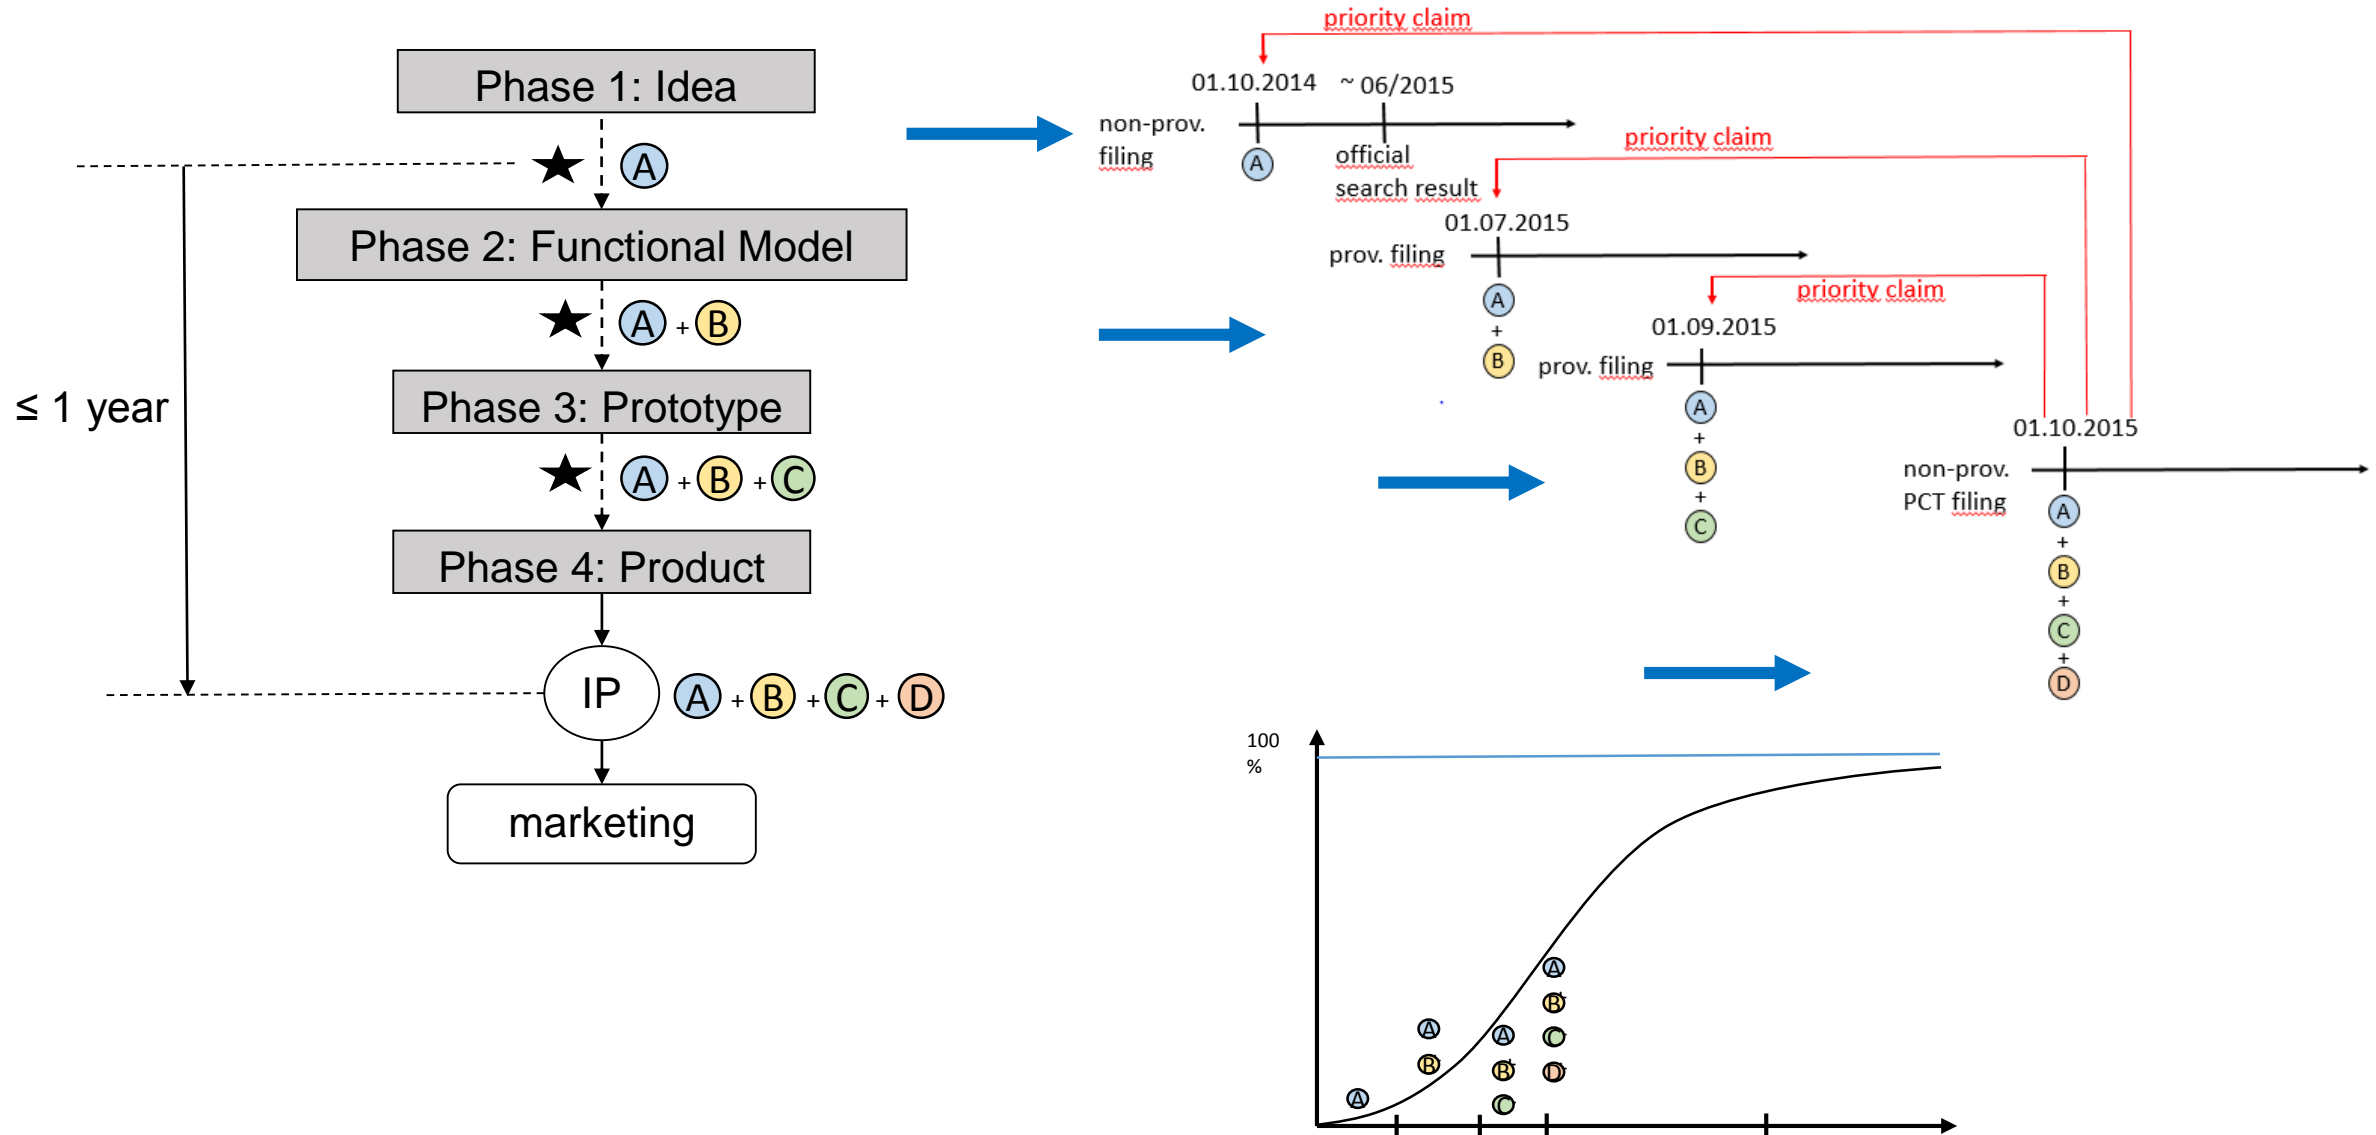 Phase 1: Idea
A
Phase 2: Functional Model
A + B
Phase 3: Prototype
A + B + C
Phase 4: Product
≤ 1 year
IP
A + B + C + D
marketing
priority claim
01.10.2014
~ 06/2015
non-prov.
filing
A
official
search result
priority claim
01.07.2015
prov. filing
A
+
B
priority claim
01.09.2015
prov. filing
A
+
B
+
C
01.10.2015
non-prov.
PCT filing
A
+
B
+
C
+
D
100
%
A
A
B
A
B
C
A
B
C
D